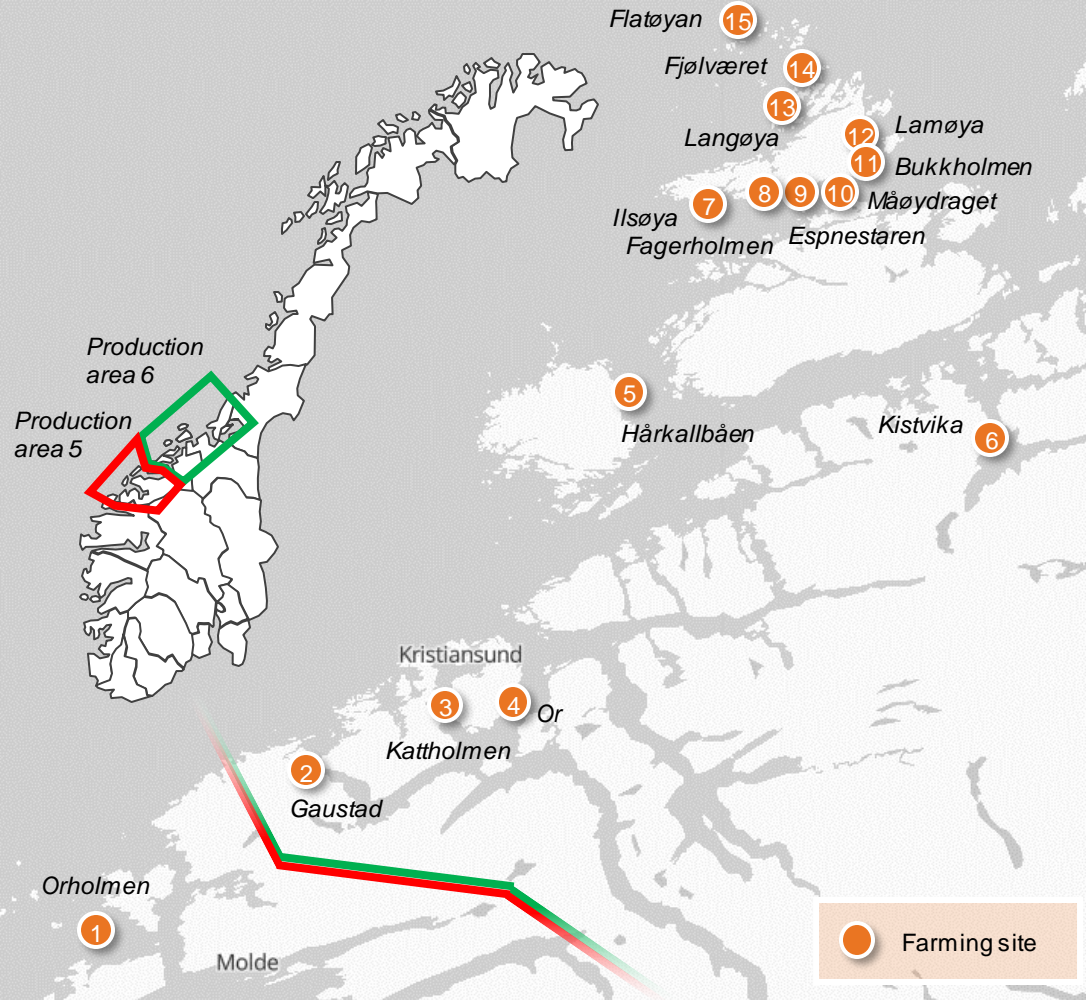 Flatøyan
15
Fjølværet
14
13
Langøya
12
Lamøya
11
Bukkholmen
7
8
9
10
Måøydraget
Ilsøya
Fagerholmen
Espnestaren
Production
area 6
Production
area 5
5
Hårkallbåen
Kistvika
6
Kristiansund
3
4
Or
Kattholmen
2
Gaustad
Orholmen
1
Molde
Farming site